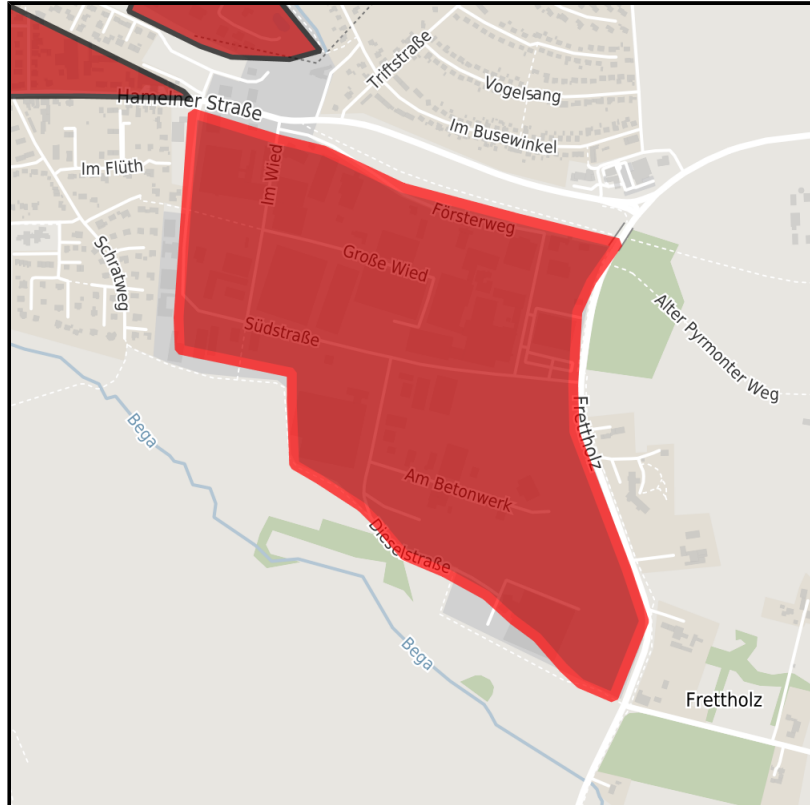 Triftstraße
Vogelsang
Hamelner Straße
Im Busewinkel
Im Flüth
Im Wied
Försterweg
Schratweg
Große Wied
Alter Pyrmonter Weg
Südstraße
Frettholz
Bega
Am Betonwerk
Dieselstraße
Bega
Frettholz